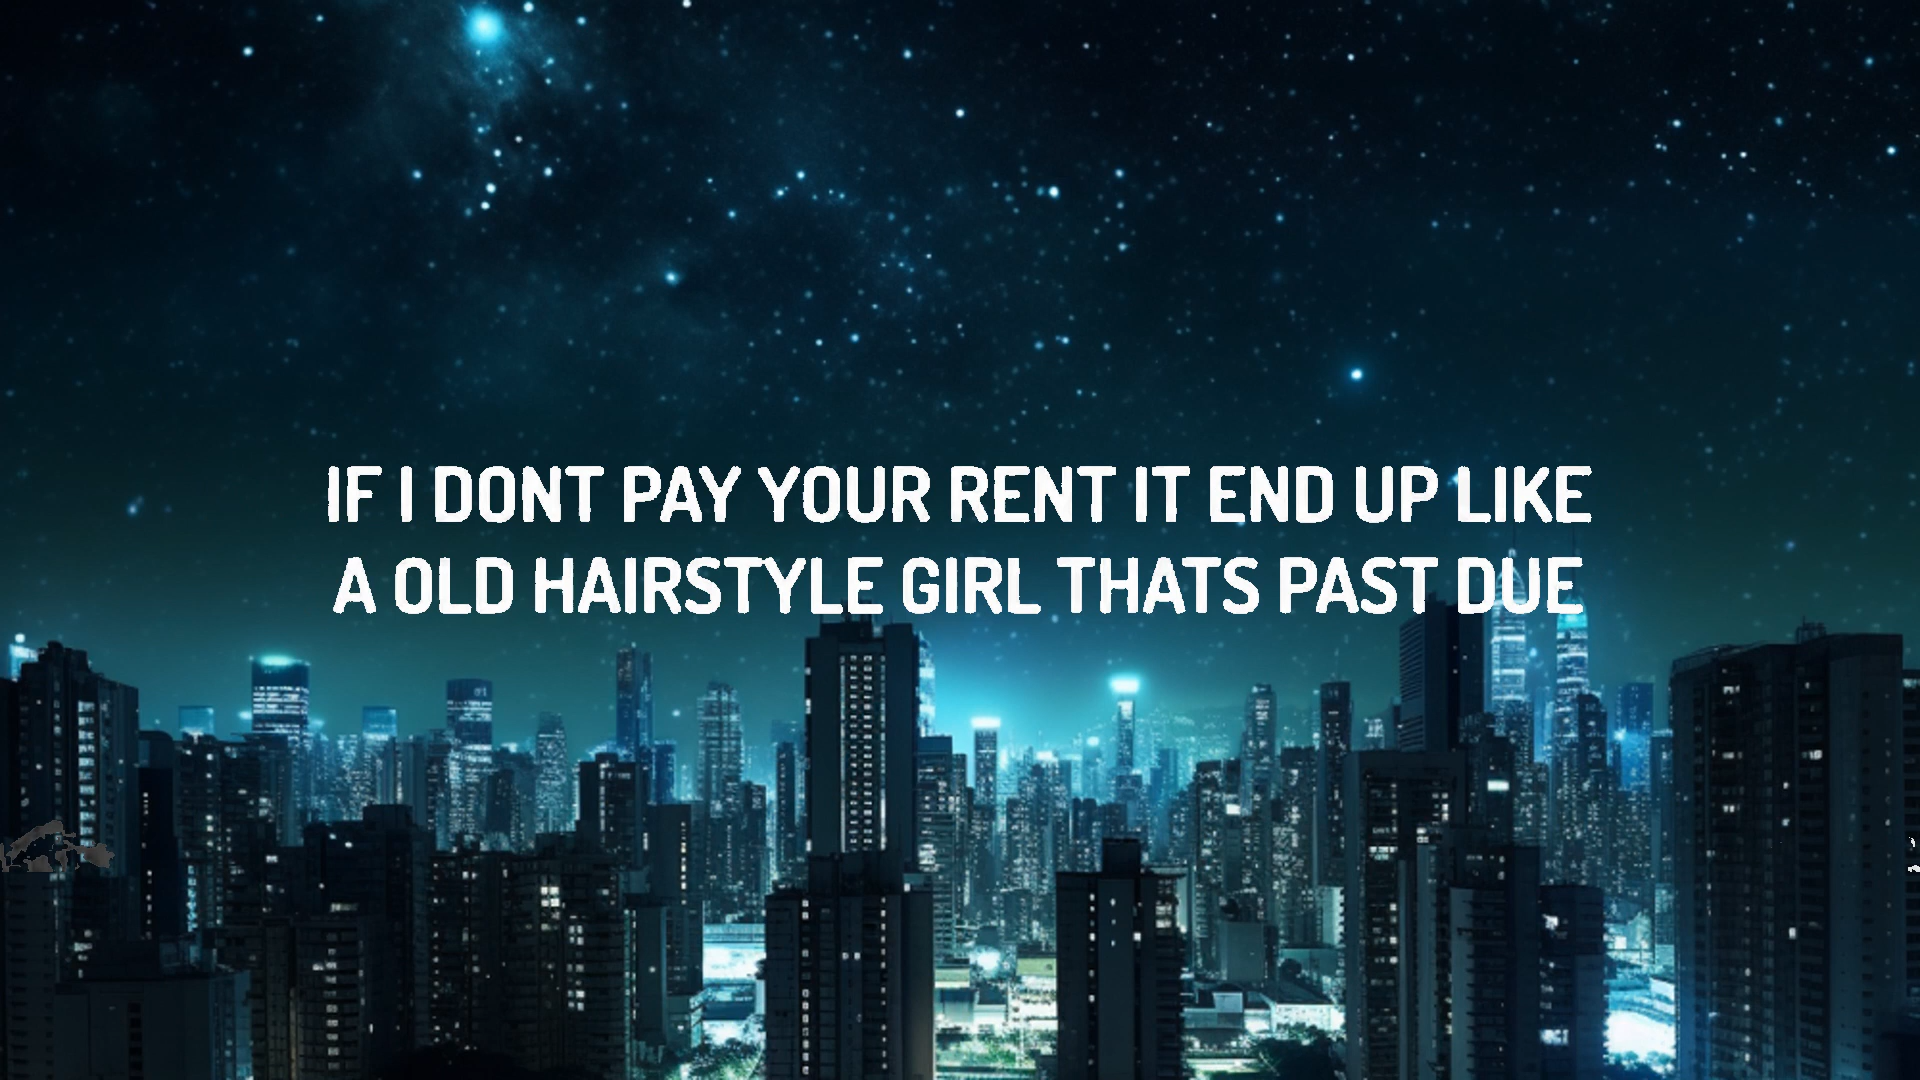 IF I DONT PAY YOUR RENT IT END UP LIKE
A OLD HAIRSTYLE GIRL THATS PAST DUE